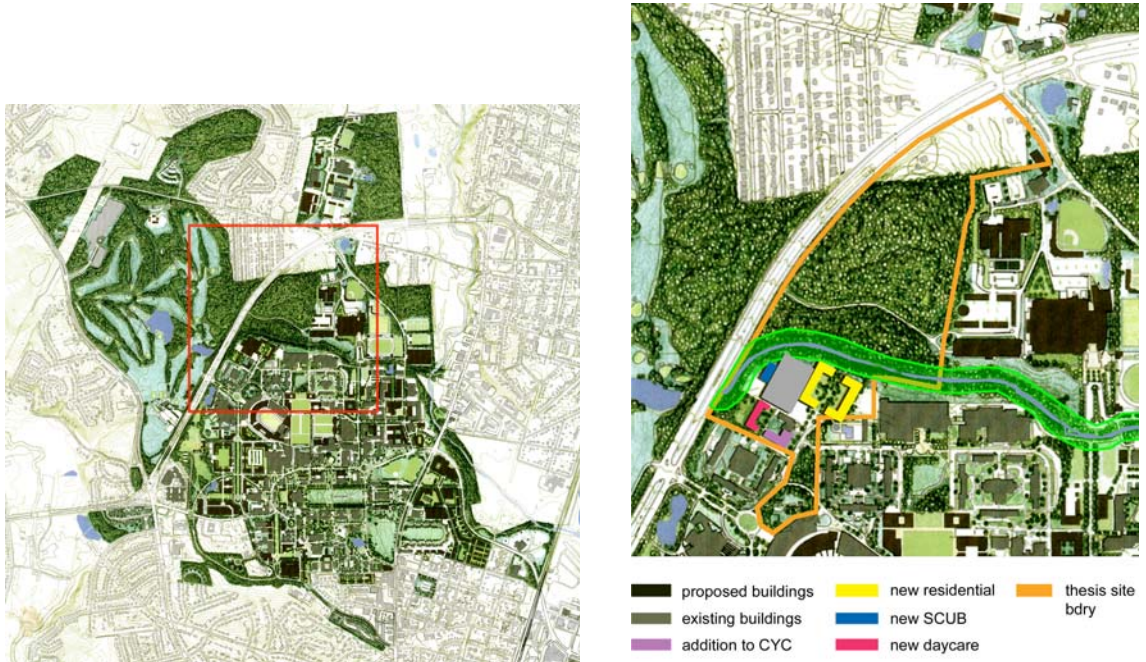 proposed buildings
existing buildings
addition to CYC
new residential
new SCUB
new daycare
thesis site
bdry